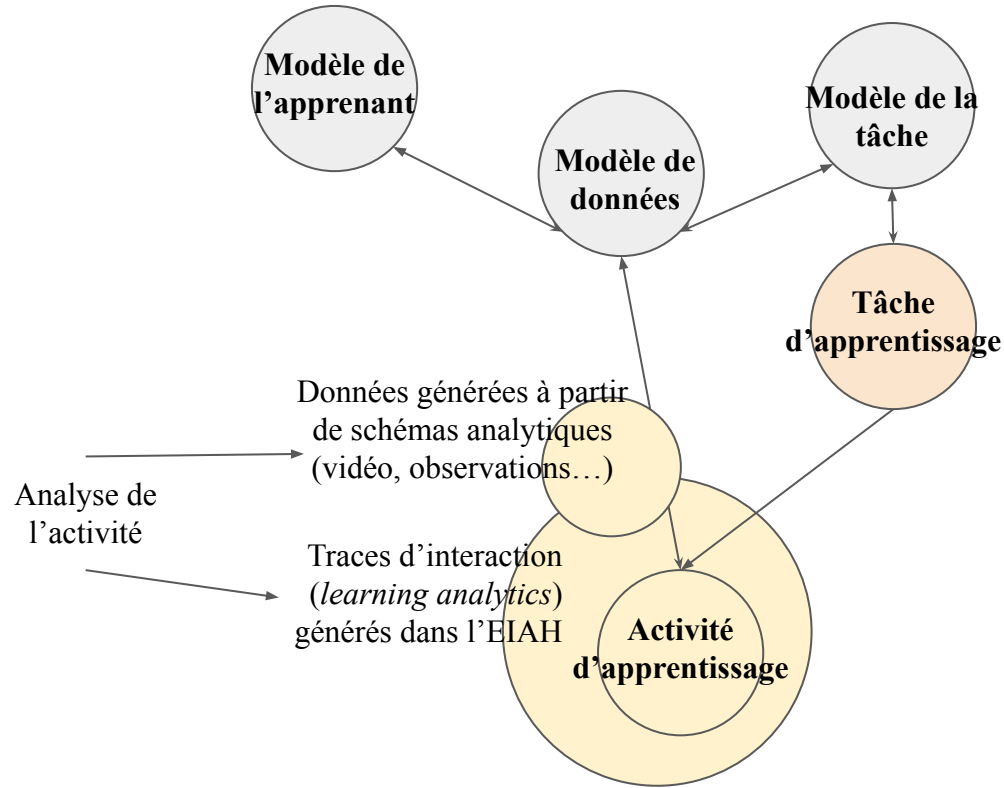 Modèle de
l’apprenant
Modèle de
données
Modèle de la
tâche
Tâche
d’apprentissage
Données générées à partir
de schémas analytiques
(vidéo, observations…)
Analyse de
l’activité
Traces d’interaction
(learning analytics)
générés dans l’EIAH
Activité
d’apprentissage